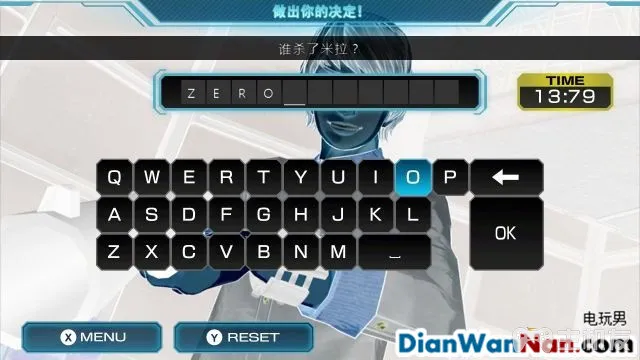 做出你的决定!
谁杀了米拉？
ZERO_
TIME
13:79
Q W E R T Y U I O P ←
A S D F G H J K L
OK
Z X C V B N M ⎵
X MENU
Y RESET
电玩男
DianWanNan.com